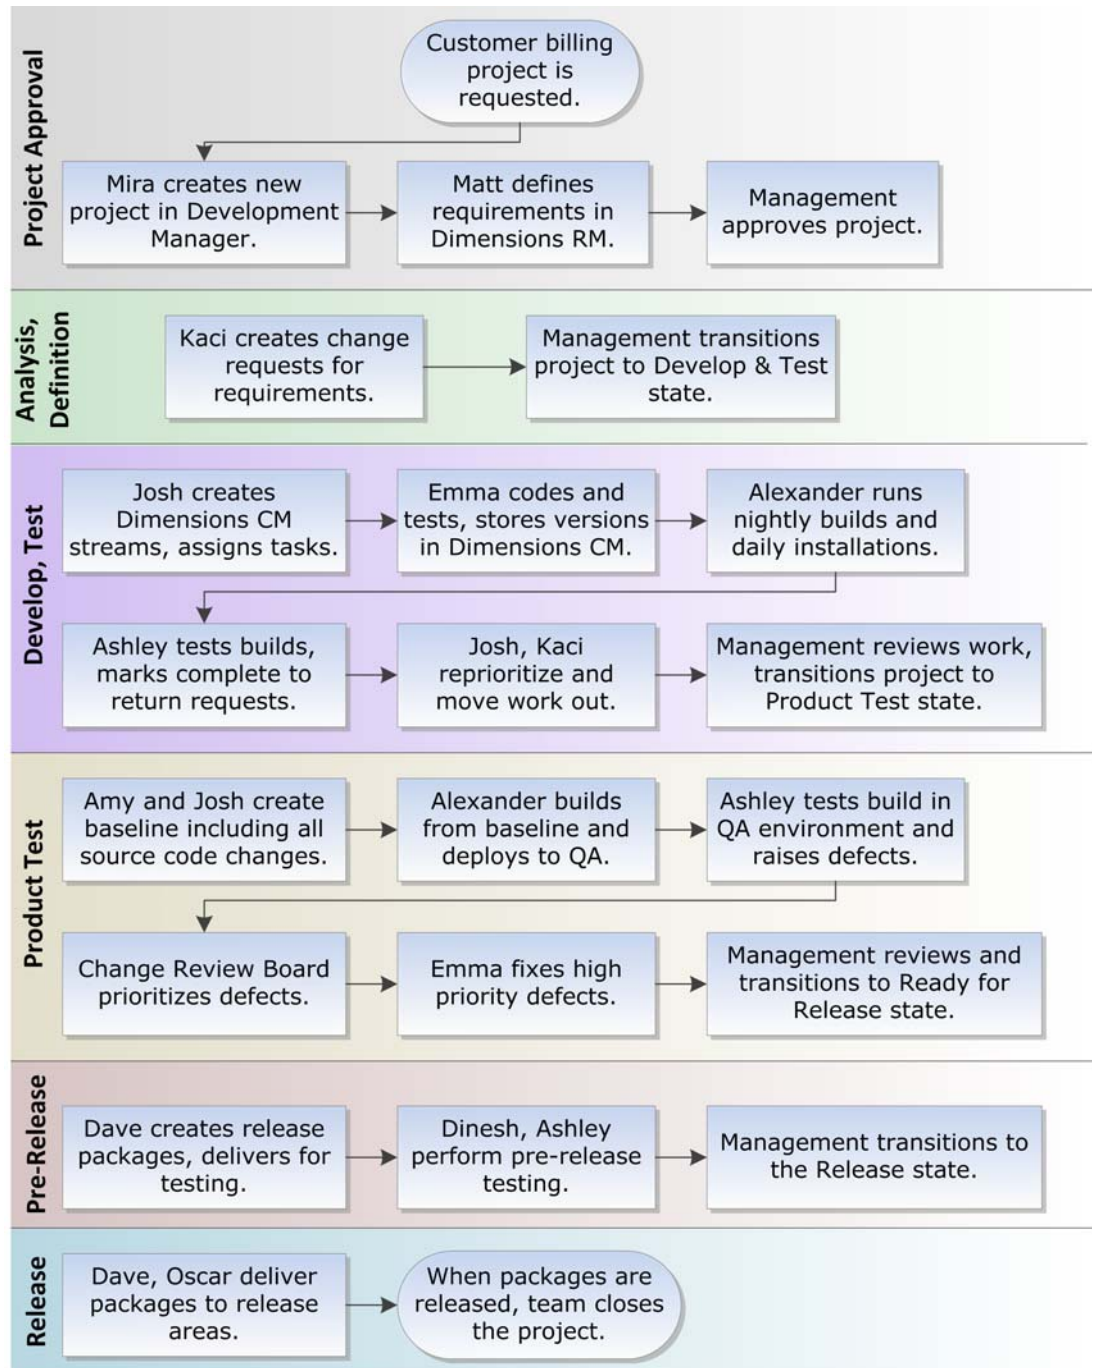 Project Approval
Customer billing
project is
requested.
Mira creates new
project in Development
Manager.
Matt defines
requirements in
Dimensions RM.
Management
approves project.
Analysis,
Definition
Kaci creates change
requests for
requirements.
Management transitions
project to Develop & Test
state.
Develop, Test
Josh creates
Dimensions CM
streams, assigns tasks.
Emma codes and
tests, stores versions
in Dimensions CM.
Alexander runs
nightly builds and
daily installations.
Ashley tests builds,
marks complete to
return requests.
Josh, Kaci
reprioritize and
move work out.
Management reviews work,
transitions project to
Product Test state.
Product Test
Amy and Josh create
baseline including all
source code changes.
Alexander builds
from baseline and
deploys to QA.
Ashley tests build in
QA environment and
raises defects.
Change Review Board
prioritizes defects.
Emma fixes high
priority defects.
Management reviews and
transitions to Ready for
Release state.
Pre-Release
Dave creates release
packages, delivers for
testing.
Dinesh, Ashley
perform pre-release
testing.
Management transitions to
the Release state.
Release
Dave, Oscar deliver
packages to release
areas.
When packages are
released, team closes
the project.